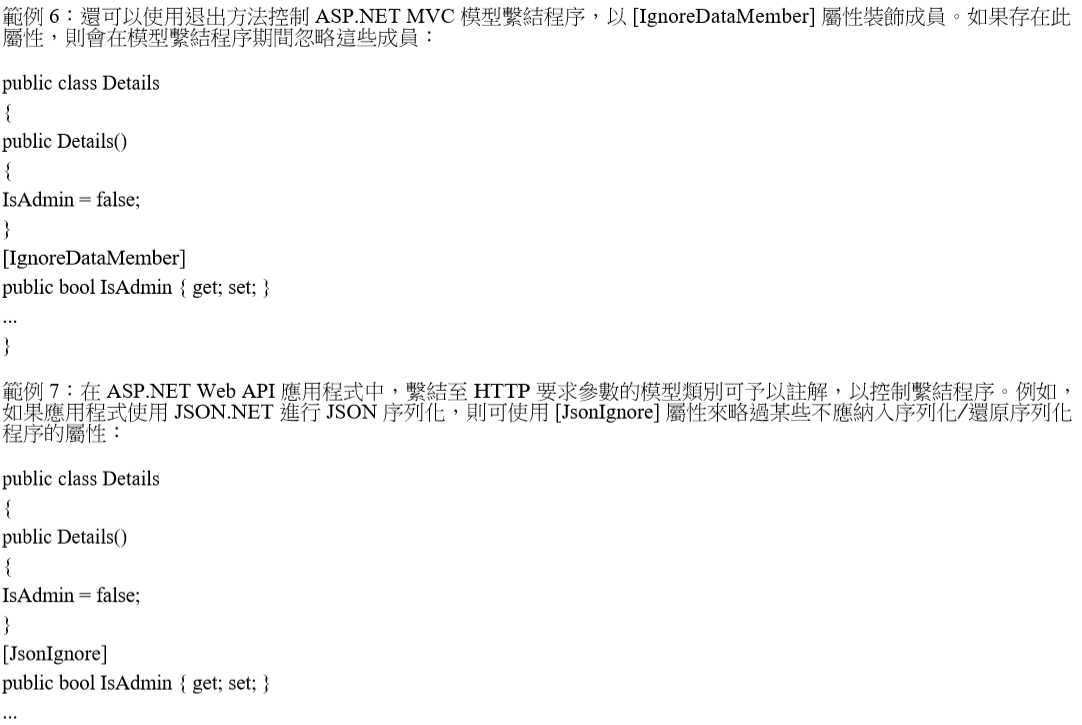 範例 6：還可以使用退出方法控制 ASP.NET MVC 模型繫結程序，以 [IgnoreDataMember] 屬性裝飾成員。如果存在此
屬性，則會在模型繫結程序期間忽略這些成員：
public class Details
{
public Details()
{
IsAdmin = false;
}
[IgnoreDataMember]
public bool IsAdmin { get; set; }
...
}
範例 7：在 ASP.NET Web API 應用程式中，繫結至 HTTP 要求參數的模型類別可予以註解，以控制繫結程序。例如，
如果應用程式使用 JSON.NET 進行 JSON 序列化，則可使用 [JsonIgnore] 屬性來略過某些不應納入序列化/還原序列化
程序的屬性：
public class Details
{
public Details()
{
IsAdmin = false;
}
[JsonIgnore]
public bool IsAdmin { get; set; }
...